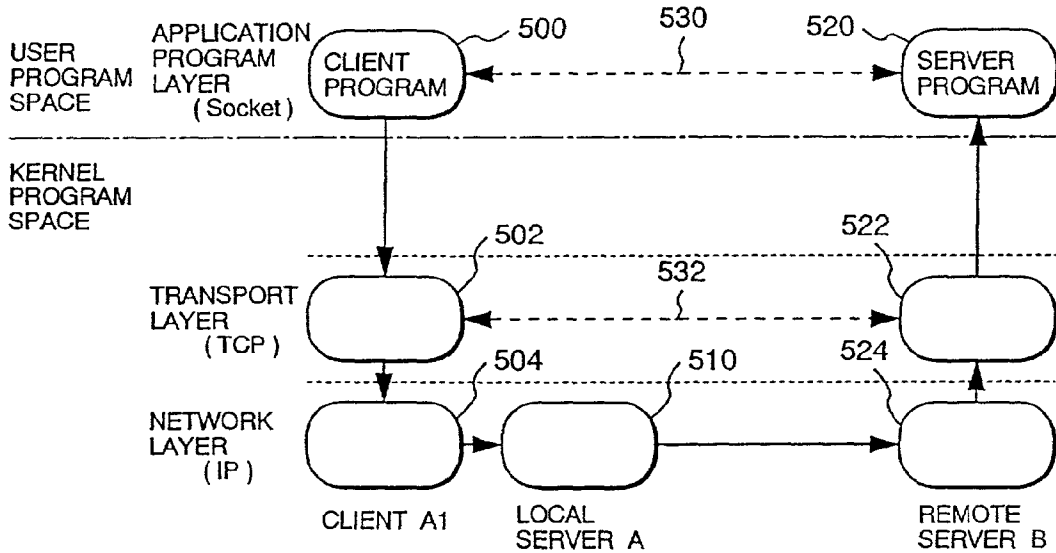 USER
PROGRAM
SPACE
APPLICATION
PROGRAM
LAYER
(Socket)
CLIENT
PROGRAM
500
530
520
SERVER
PROGRAM
KERNEL
PROGRAM
SPACE
502
522
TRANSPORT
LAYER
(TCP)
532
504
510
524
NETWORK
LAYER
(IP)
CLIENT A1
LOCAL
SERVER A
REMOTE
SERVER B